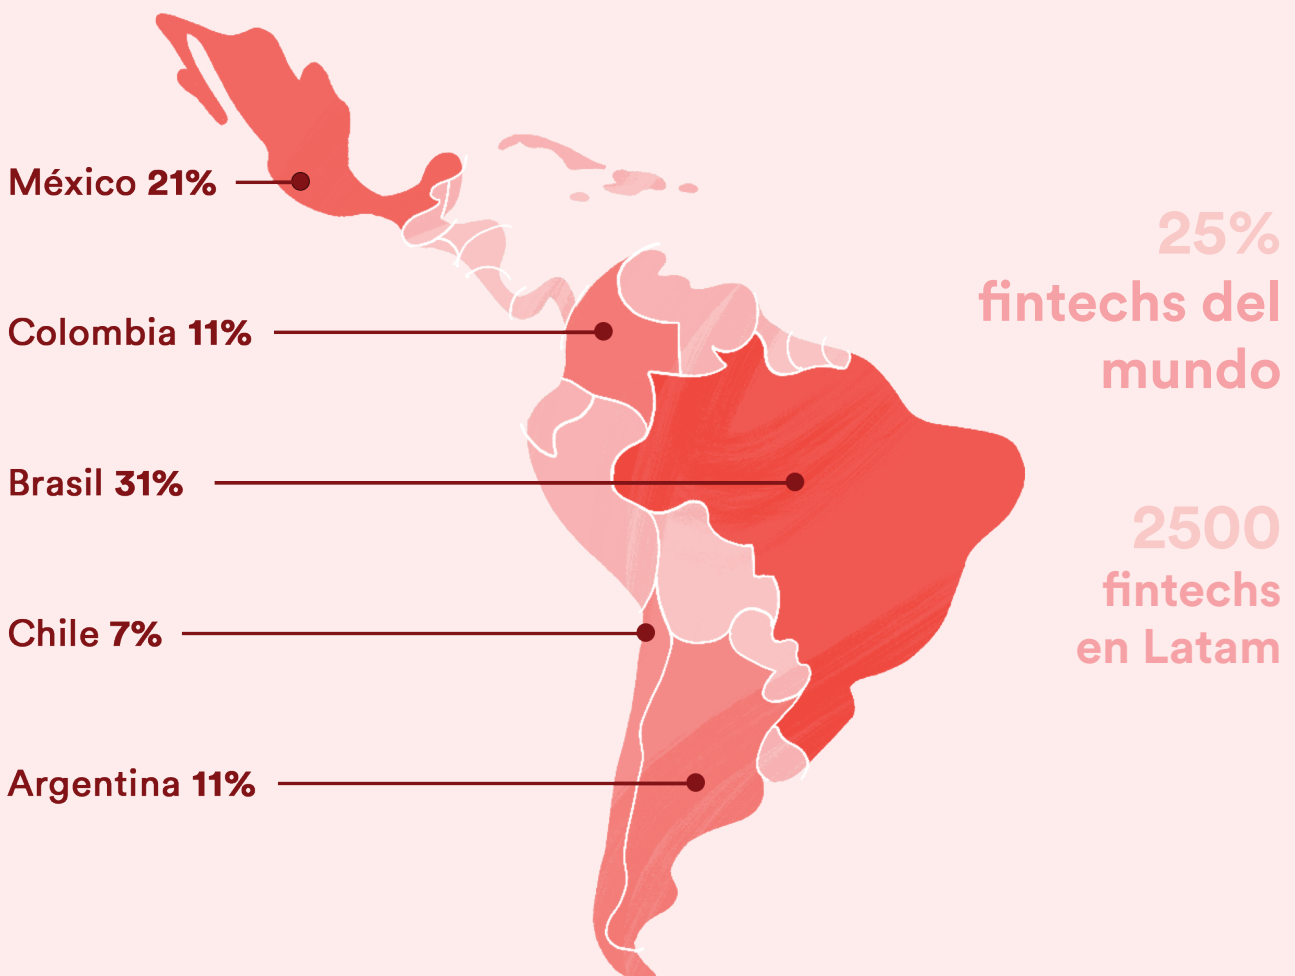 México 21%
Colombia 11%
Brasil 31%
Chile 7%
Argentina 11%
25%
fintechs del
mundo
2500
fintechs
en Latam